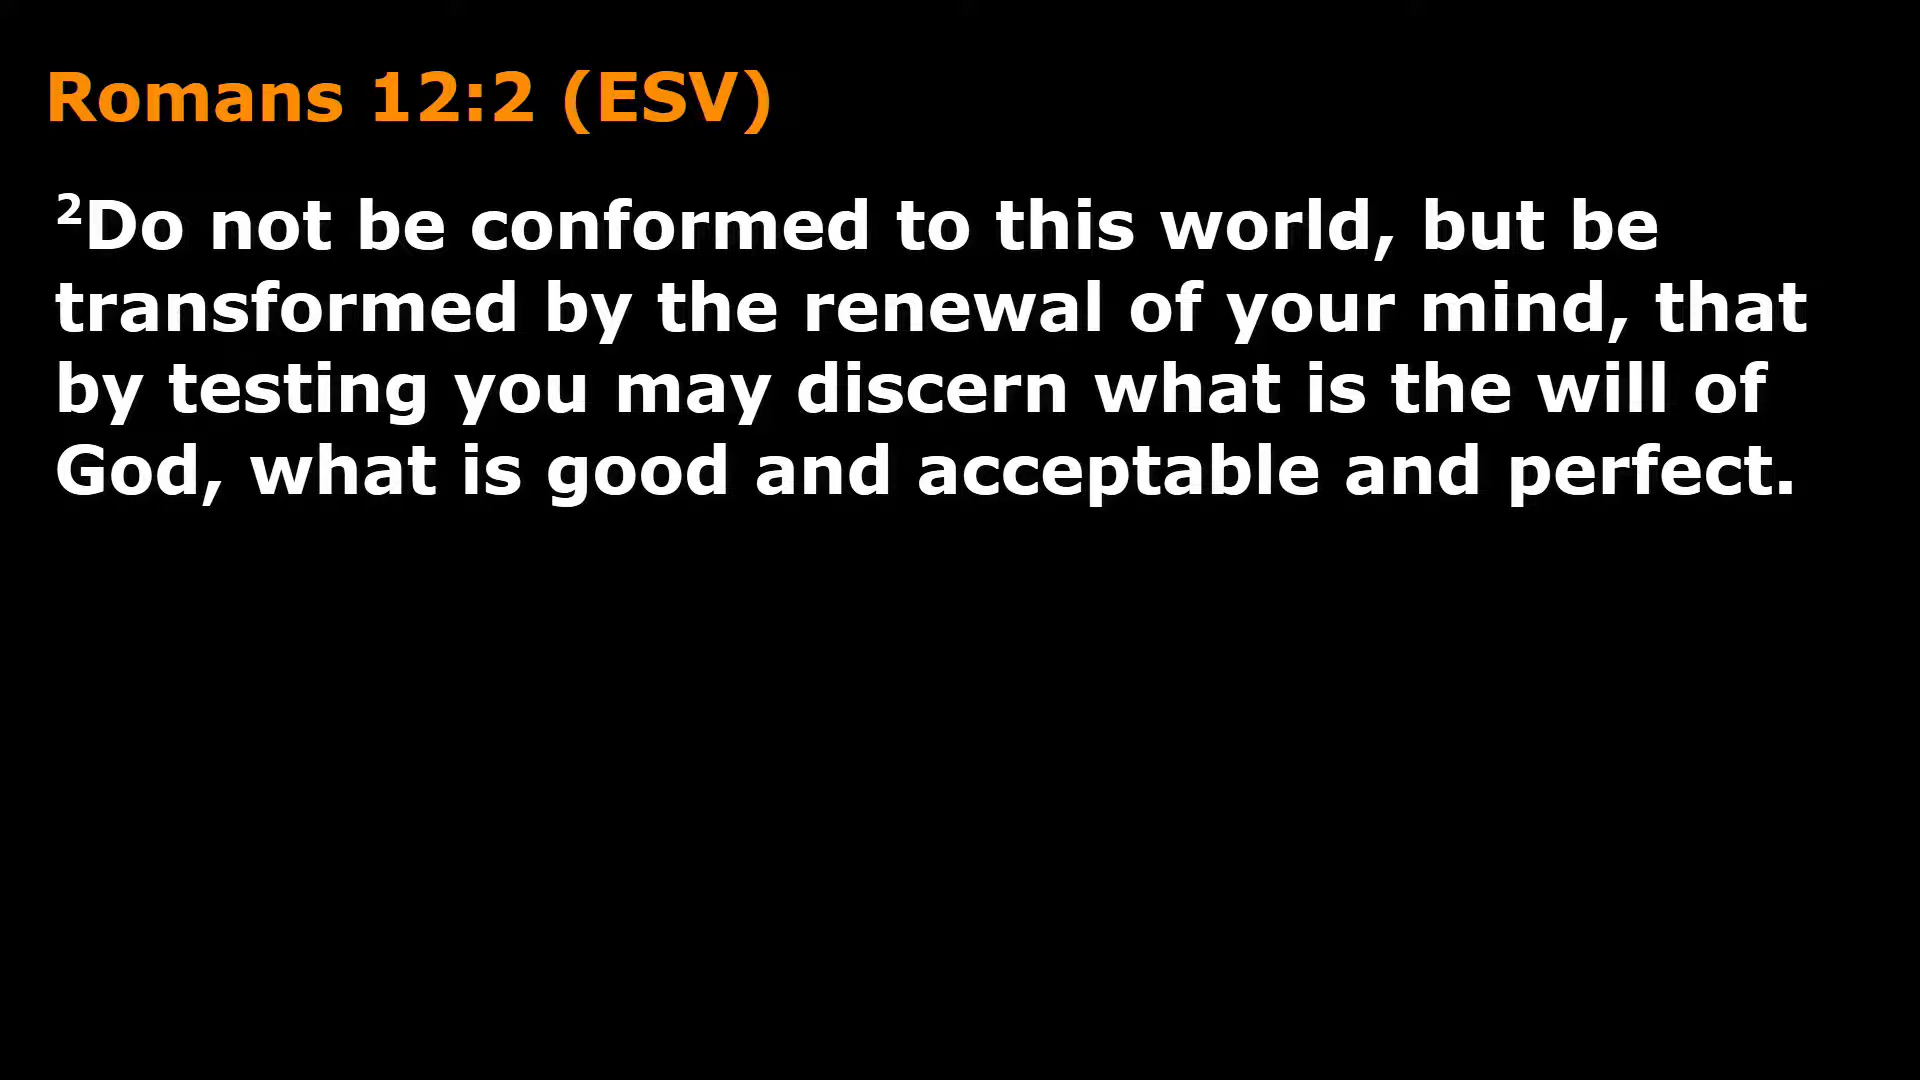 Romans 12:2 (ESV)
²Do not be conformed to this world, but be
transformed by the renewal of your mind, that
by testing you may discern what is the will of
God, what is good and acceptable and perfect.